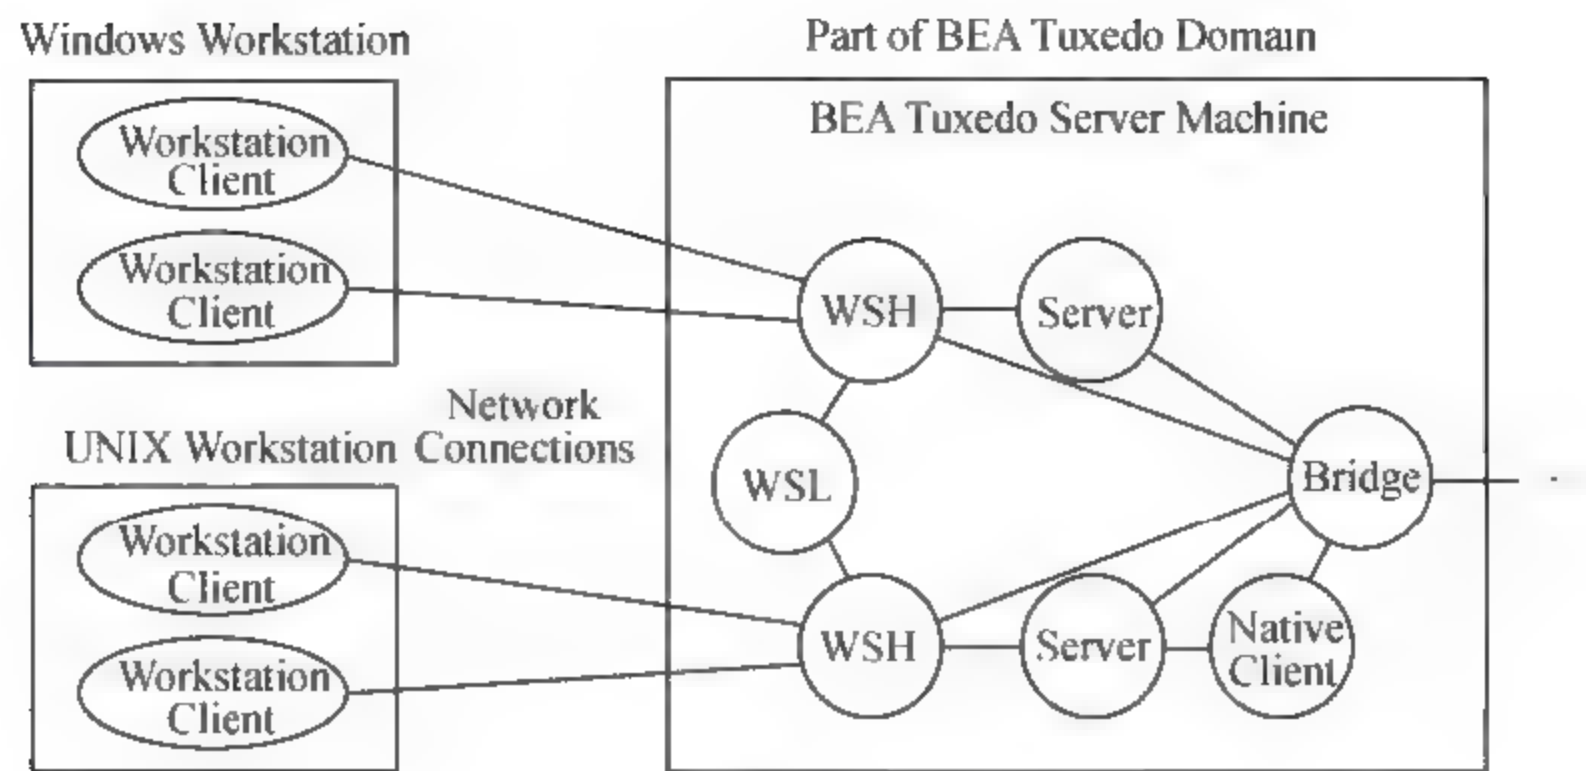 Windows Workstation
Workstation
Client
Workstation
Client
Network
UNIX Workstation Connections
Workstation
Client
Workstation
Client
Part of BEA Tuxedo Domain
BEA Tuxedo Server Machine
WSH
Server
WSL
Bridge
WSH
Server
Native
Client